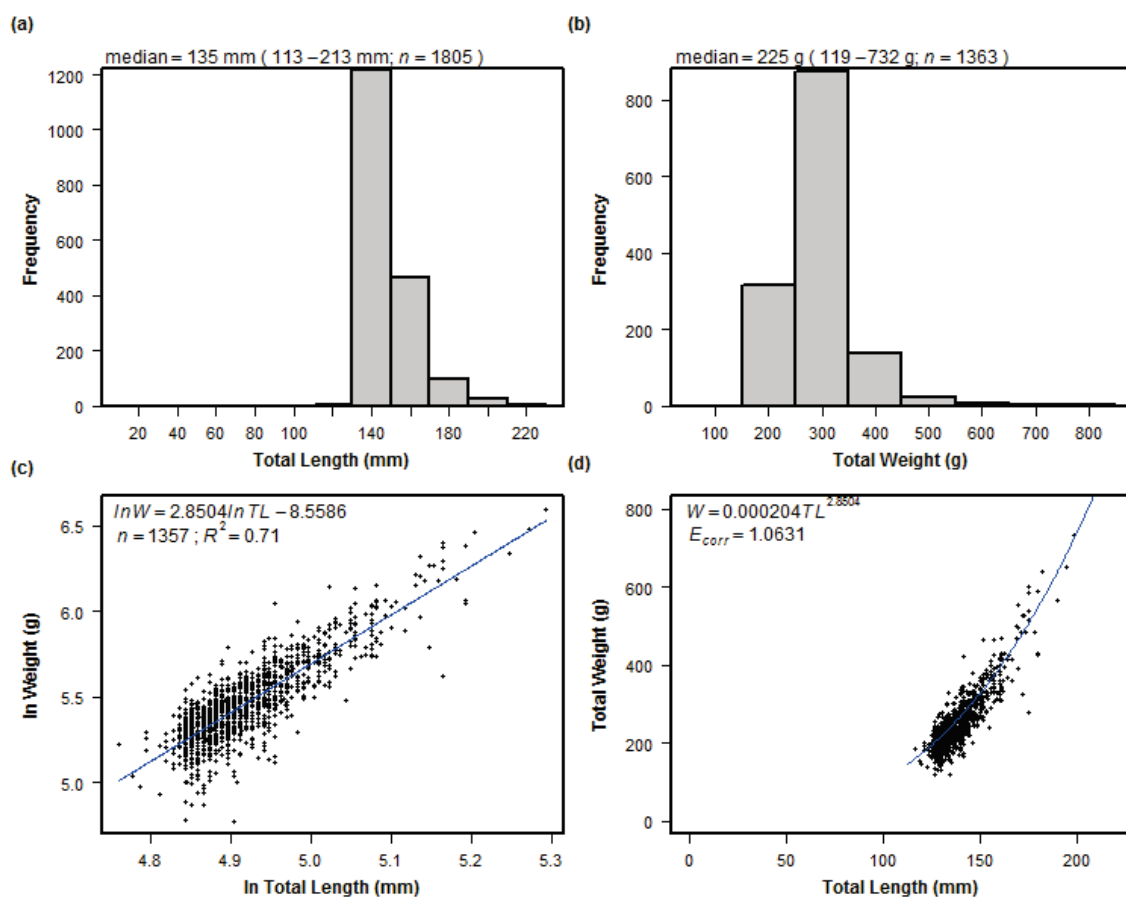 (a)
median = 135 mm ( 113 –213 mm; n = 1805 )
1200
1000
800
600
400
200
0
Frequency
20 40 60 80 100 140 180 220
Total Length (mm)
(b)
median = 225 g ( 119 –732 g; n = 1363 )
800
600
400
200
0
Frequency
100 200 300 400 500 600 700 800
Total Weight (g)
(c)
lnW = 2.8504ln TL – 8.5586
n = 1357 ; R² = 0.71
6.5
6.0
5.5
5.0
ln Weight (g)
4.8 4.9 5.0 5.1 5.2 5.3
ln Total Length (mm)
(d)
W = 0.000204TL^2.8504
E_corr = 1.0631
800
600
400
200
0
Total Weight (g)
0 50 100 150 200
Total Length (mm)